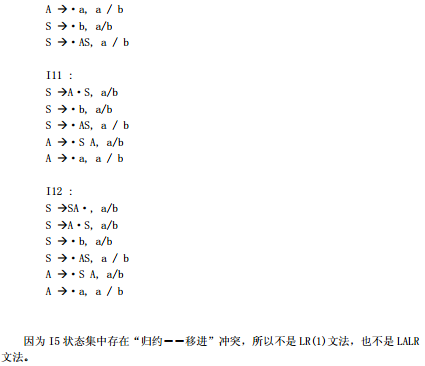 A →·a, a / b
S →·b, a/b
S →·AS, a / b
I11 :
S →A·S, a/b
S →·b, a/b
S →·AS, a / b
A →·S A, a/b
A →·a, a / b
I12 :
S →SA·, a/b
S →A·S, a/b
S →·b, a/b
S →·AS, a / b
A →·S A, a/b
A →·a, a / b
因为 I5 状态集中存在“归约——移进”冲突，所以不是 LR(1)文法，也不是 LALR
文法。